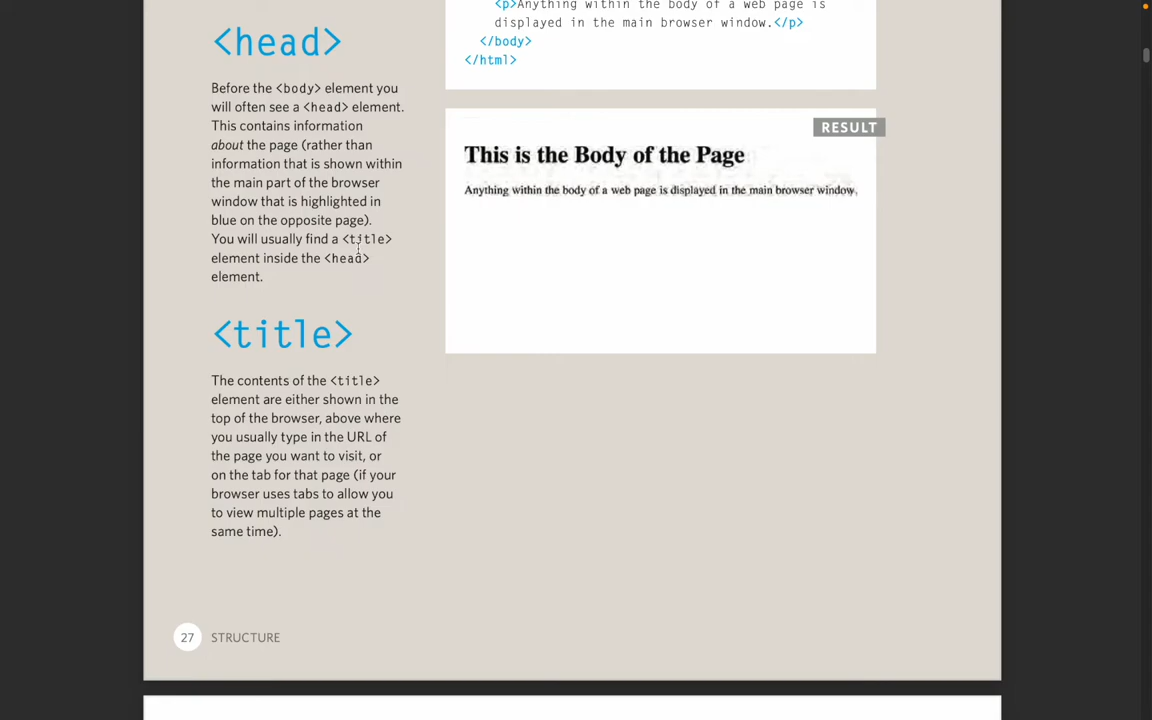 <head>
Before the <body> element you
will often see a <head> element.
This contains information
about the page (rather than
information that is shown within
the main part of the browser
window that is highlighted in
blue on the opposite page).
You will usually find a <title>
element inside the <head>
element.
<title>
The contents of the <title>
element are either shown in the
top of the browser, above where
you usually type in the URL of
the page you want to visit, or
on the tab for that page (if your
browser uses tabs to allow you
to view multiple pages at the
same time).
<p>Anything within the body of a web page is
displayed in the main browser window.</p>
</body>
</html>
RESULT
This is the Body of the Page
Anything within the body of a web page is displayed in the main browser window.
27 STRUCTURE